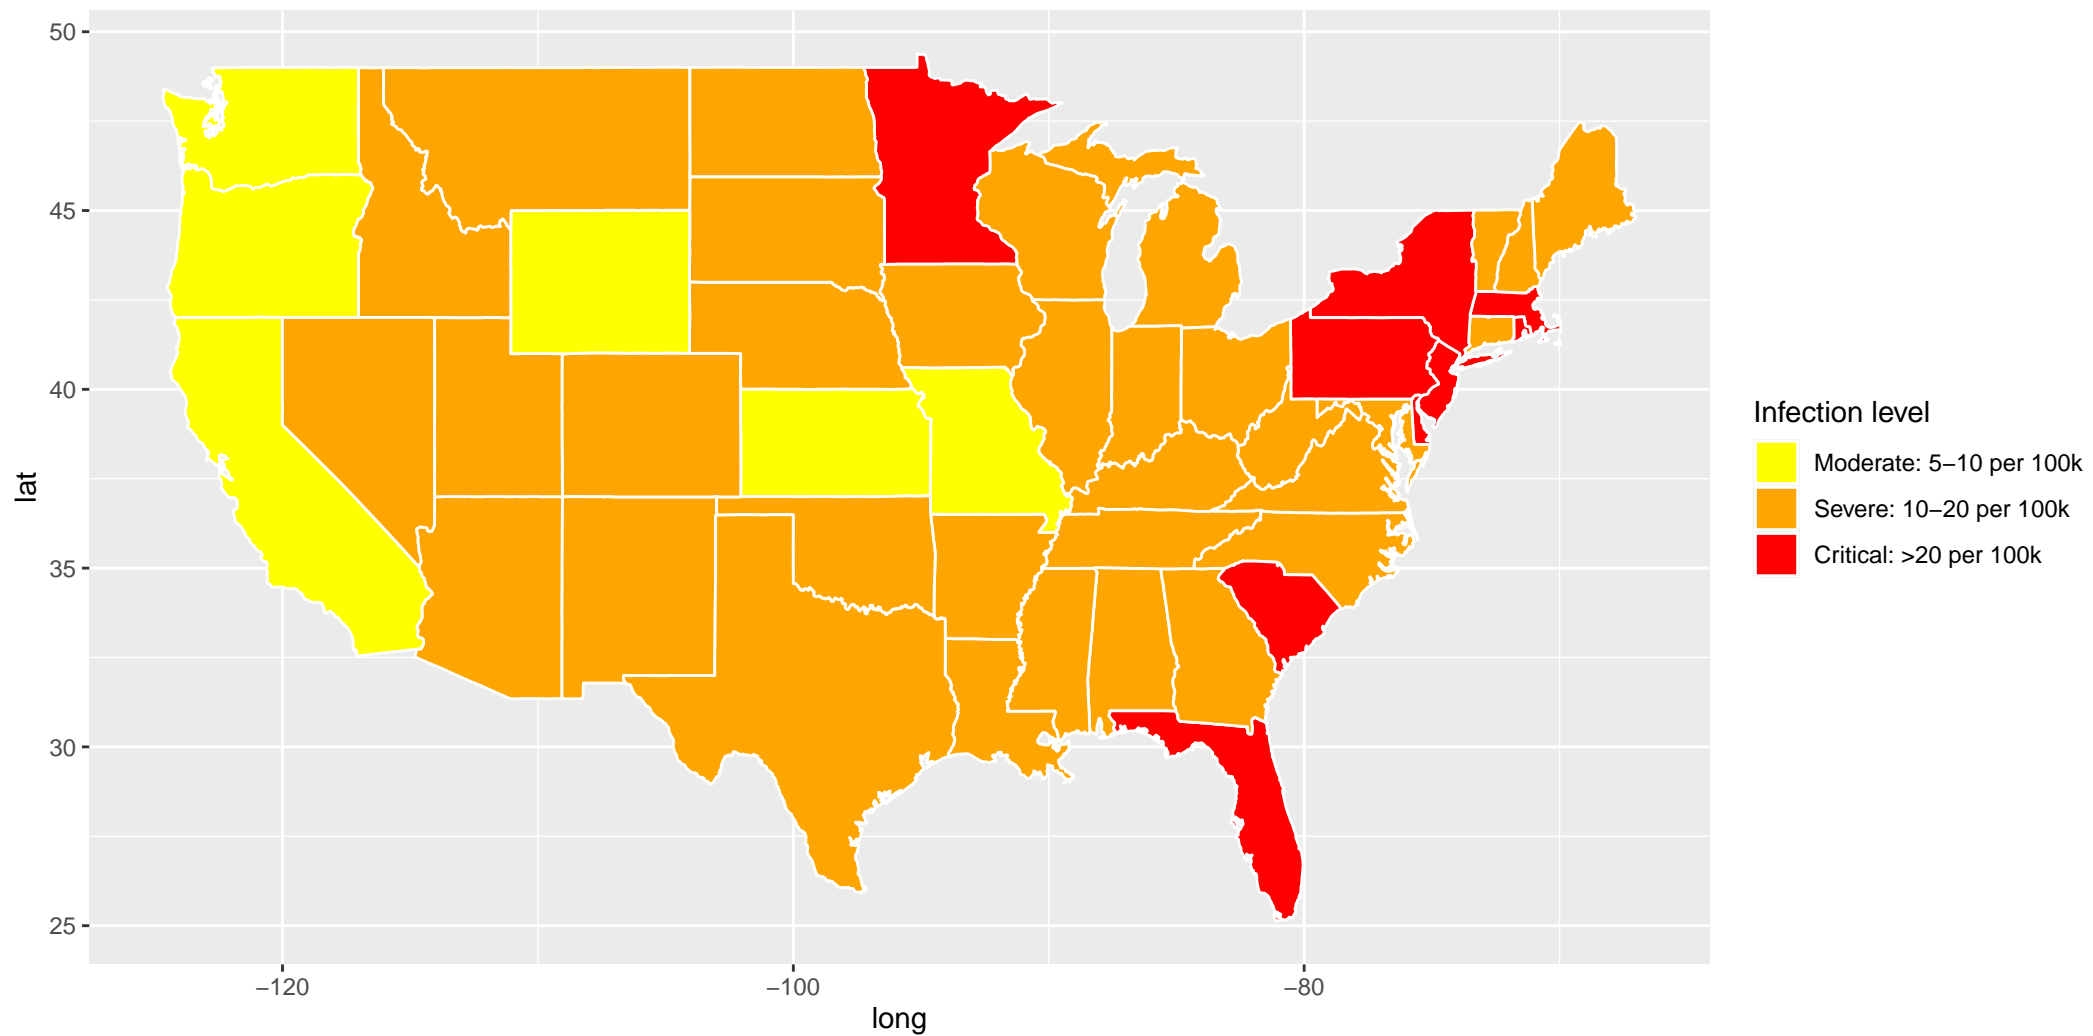 50
45
40
35
30
25
lat
−120
−100
−80
long
Infection level
Moderate: 5−10 per 100k
Severe: 10−20 per 100k
Critical: >20 per 100k